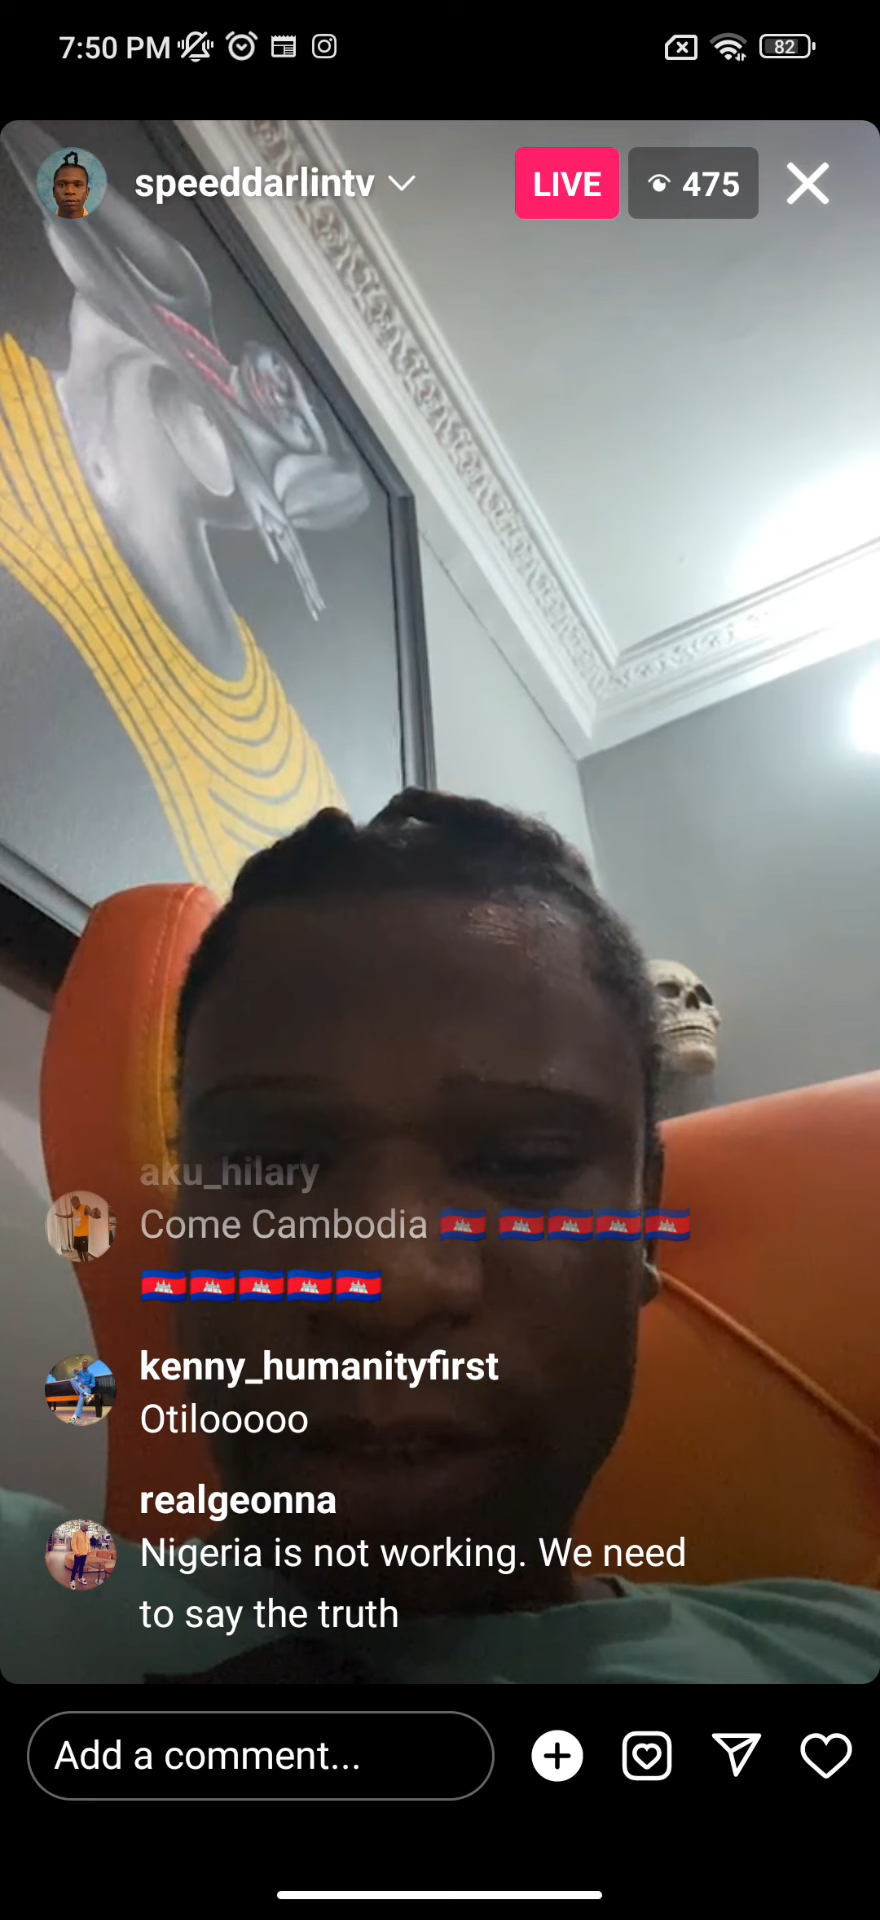 7:50 PM
82
speeddarlintv
LIVE
475
aku_hilary
Come Cambodia 🇰🇭 🇰🇭🇰🇭🇰🇭🇰🇭
🇰🇭🇰🇭🇰🇭🇰🇭🇰🇭
kenny_humanityfirst
Otilooooo
realgeonna
Nigeria is not working. We need
to say the truth
Add a comment...